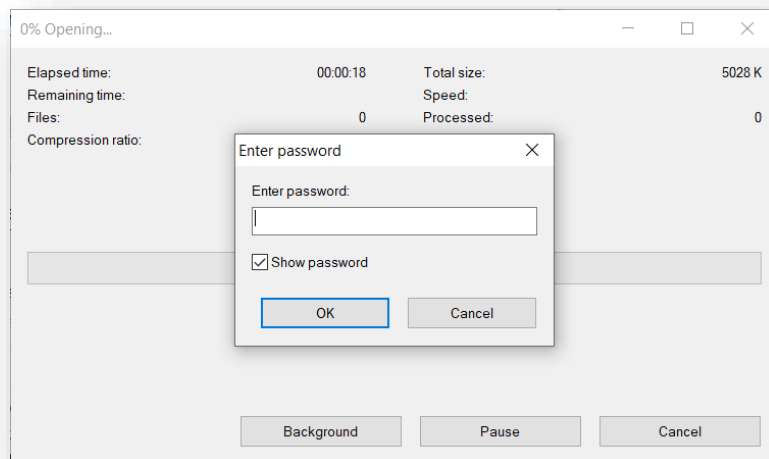 0% Opening...
Elapsed time: 00:00:18 Total size: 5028 K
Remaining time: Speed:
Files: 0 Processed: 0
Compression ratio:
Enter password
Enter password:
Show password
OK Cancel
Background Pause Cancel